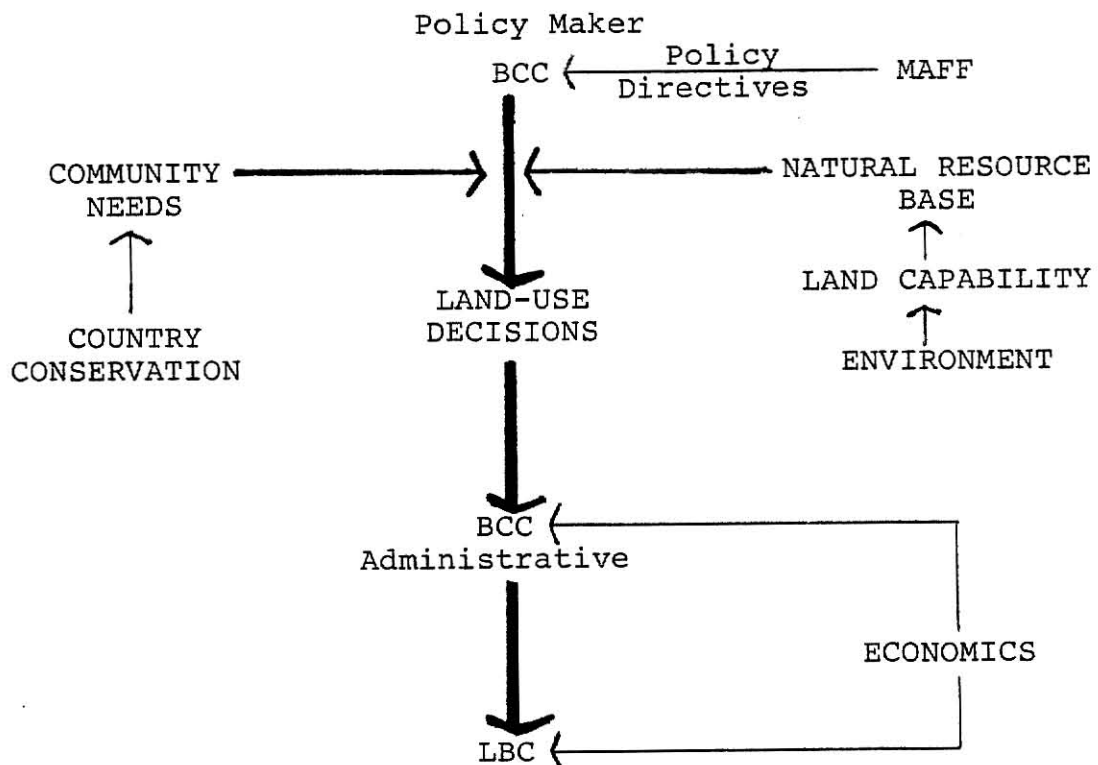 Policy Maker
BCC
Policy
Directives
MAFF
COMMUNITY
NEEDS
NATURAL RESOURCE
BASE
LAND-USE
DECISIONS
LAND CAPABILITY
COUNTRY
CONSERVATION
ENVIRONMENT
BCC
Administrative
ECONOMICS
LBC